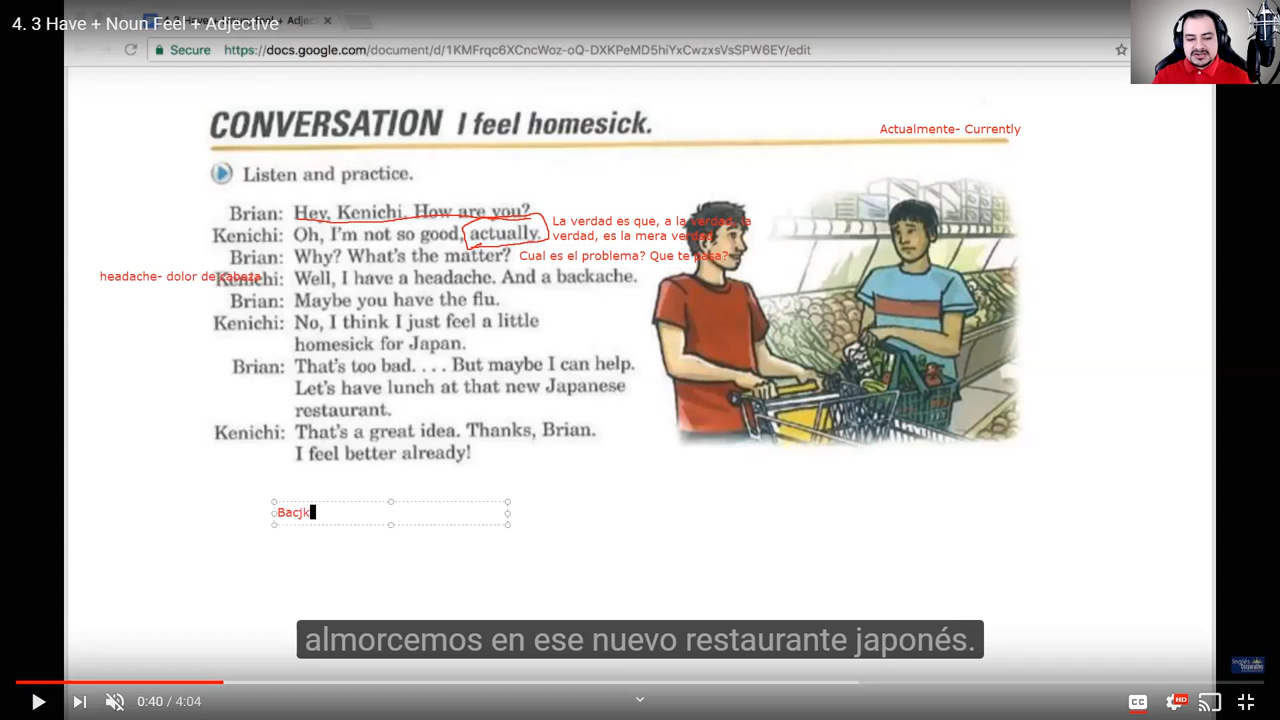 4. 3 Have + Noun Feel + Adjective
Secure
https://docs.google.com/document/d/1KMFrqc6XCncWoz-oQ-DXKPeMD5hiYxCwzxsVsSPW6EY/edit
CONVERSATION I feel homesick.
Actualmente- Currently
Listen and practice.
Brian: Hey, Kenichi. How are you?
Kenichi: Oh, I'm not so good, actually.
La verdad es que, a la verdad, la
verdad, es la mera verdad
Brian: Why? What's the matter?
Cual es el problema? Que te pasa?
headache- dolor de cabeza
Kenichi: Well, I have a headache. And a backache.
Brian: Maybe you have the flu.
Kenichi: No, I think I just feel a little
homesick for Japan.
Brian: That's too bad. . . . But maybe I can help.
Let's have lunch at that new Japanese
restaurant.
Kenichi: That's a great idea. Thanks, Brian.
I feel better already!
Bacjk
almorcemos en ese nuevo restaurante japonés.
Inglés
Corporativo
0:40 / 4:04
CC
HD